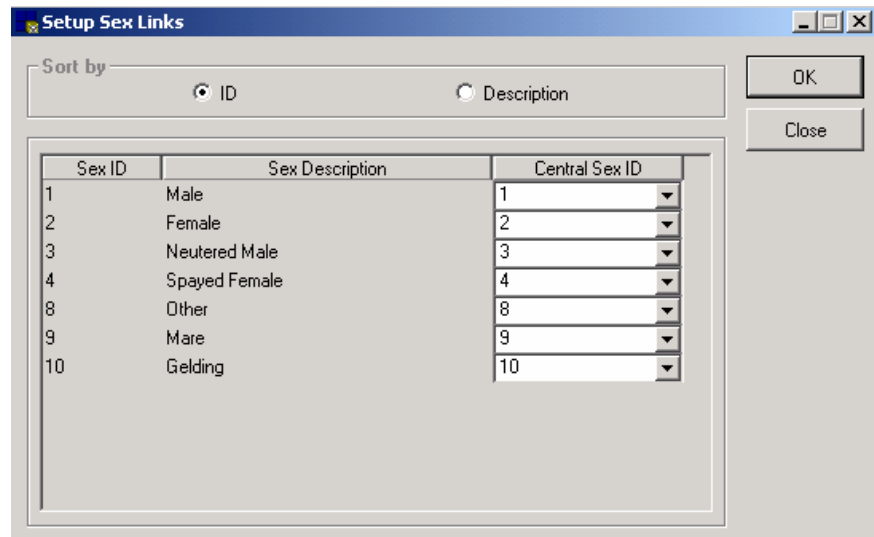 Setup Sex Links
Sort by
ID Description
OK
Close
Sex ID Sex Description Central Sex ID
1 Male 1
2 Female 2
3 Neutered Male 3
4 Spayed Female 4
8 Other 8
9 Mare 9
10 Gelding 10